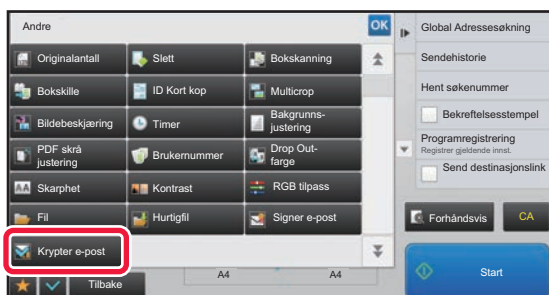 Andre
OK
Originalantall
Slett
Bokskanning
Bokskille
ID Kort kop
Multicrop
Bildebeskjæring
Timer
Bakgrunns-
justering
PDF skrå
justering
Brukernummer
Drop Out-
farge
AA Skarphet
Kontrast
RGB tilpass
Fil
Hurtigfil
Signer e-post
Krypter e-post
Tilbake
A4
A4
Global Adressesøkning
Sendehistorie
Hent søkenummer
Bekreftelsesstempel
Programregistrering
Registrer gjeldende innst.
Send destinasjonslink
Forhåndsvis
CA
Start